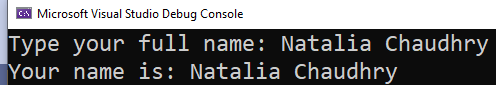 Microsoft Visual Studio Debug Console
Type your full name: Natalia Chaudhry
Your name is: Natalia Chaudhry